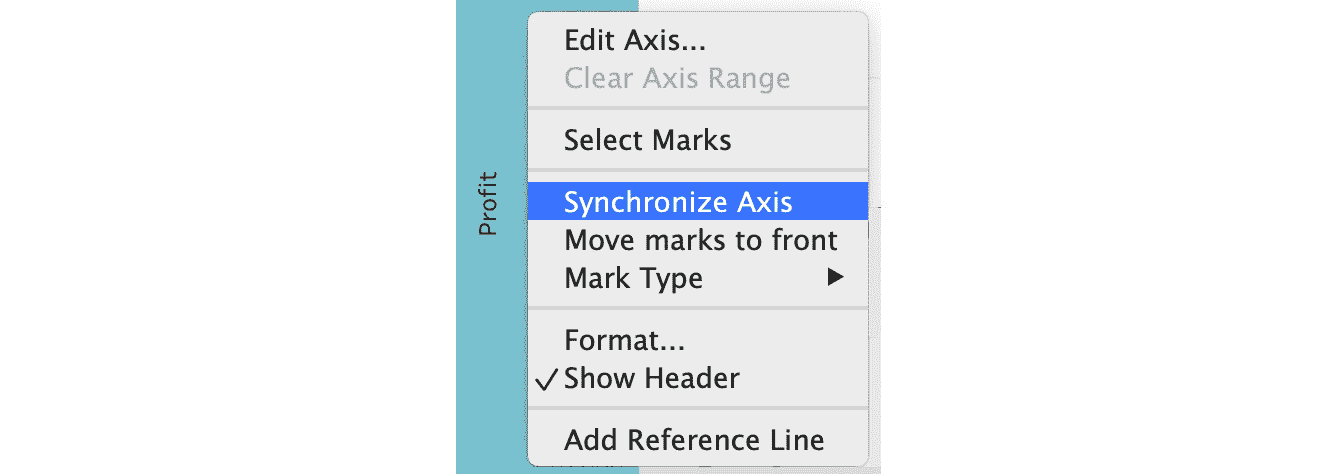 Profit
Edit Axis...
Clear Axis Range
Select Marks
Synchronize Axis
Move marks to front
Mark Type
Format...
Show Header
Add Reference Line